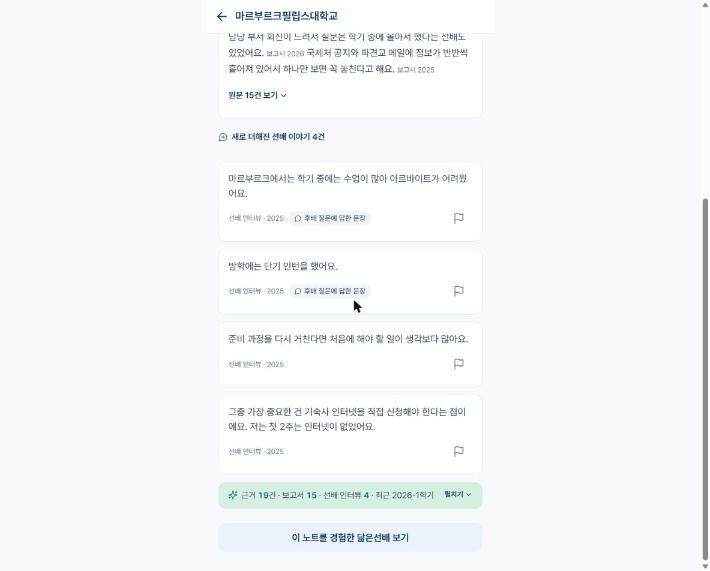 마르부르크필립스대학교
담당 부서 회신이 느려서 질문은 학기 중에 몰아서 했다는 선배도
있었어요. 보고서 2026 국제처 공지와 파견교 메일에 정보가 반반씩
흩어져 있어서 하나만 보면 꼭 놓친다고 해요. 보고서 2025
원문 15건 보기
새로 더해진 선배 이야기 4건
마르부르크에서는 학기 중에는 수업이 많아 아르바이트가 어려웠
어요.
선배 인터뷰 · 2025 후배 질문에 답한 문장
방학에는 단기 인턴을 했어요.
선배 인터뷰 · 2025 후배 질문에 답한 문장
준비 과정을 다시 거친다면 처음에 해야 할 일이 생각보다 많아요.
선배 인터뷰 · 2025
그중 가장 중요한 건 기숙사 인터넷을 직접 신청해야 한다는 점이
에요. 저는 첫 2주는 인터넷이 없었어요.
선배 인터뷰 · 2025
근거 19건 · 보고서 15 · 선배 인터뷰 4 · 최근 2026-1학기 펼치기
이 노트를 경험한 닮은선배 보기